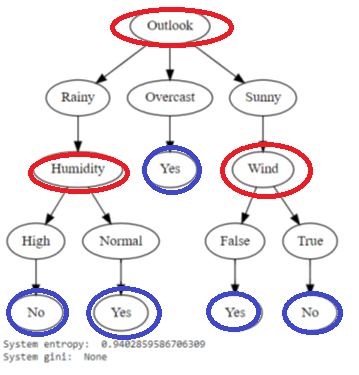 Outlook
Rainy Overcast Sunny
Humidity Yes Wind
High Normal False True
No Yes Yes No
System entropy: 0.9402859586706309
System gini: None